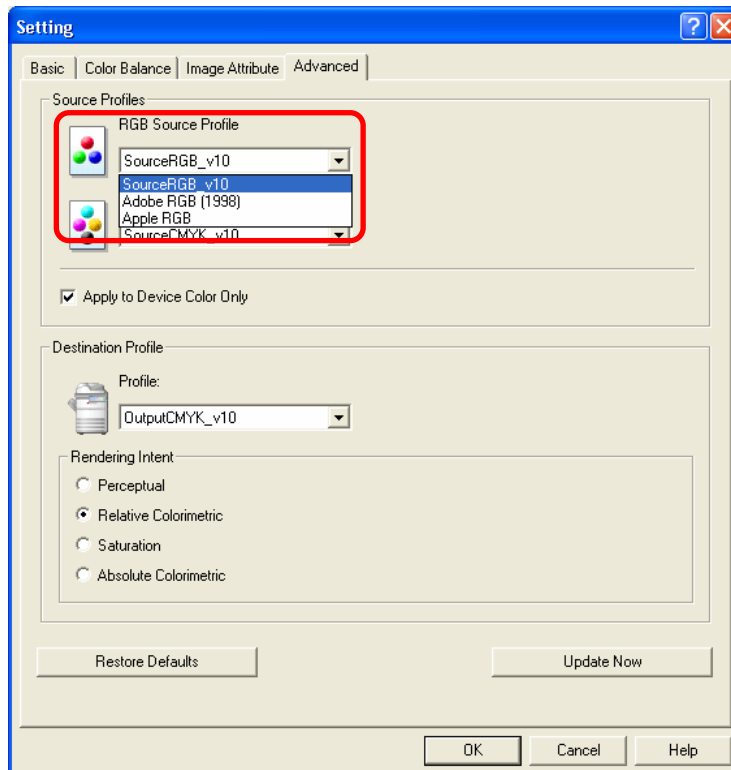 Setting
Basic Color Balance Image Attribute Advanced
Source Profiles
RGB Source Profile
SourceRGB_v10
SourceRGB_v10
Adobe RGB (1998)
Apple RGB
SourceCMYK_v10
Apply to Device Color Only
Destination Profile
Profile:
OutputCMYK_v10
Rendering Intent
Perceptual
Relative Colorimetric
Saturation
Absolute Colorimetric
Restore Defaults Update Now
OK Cancel Help